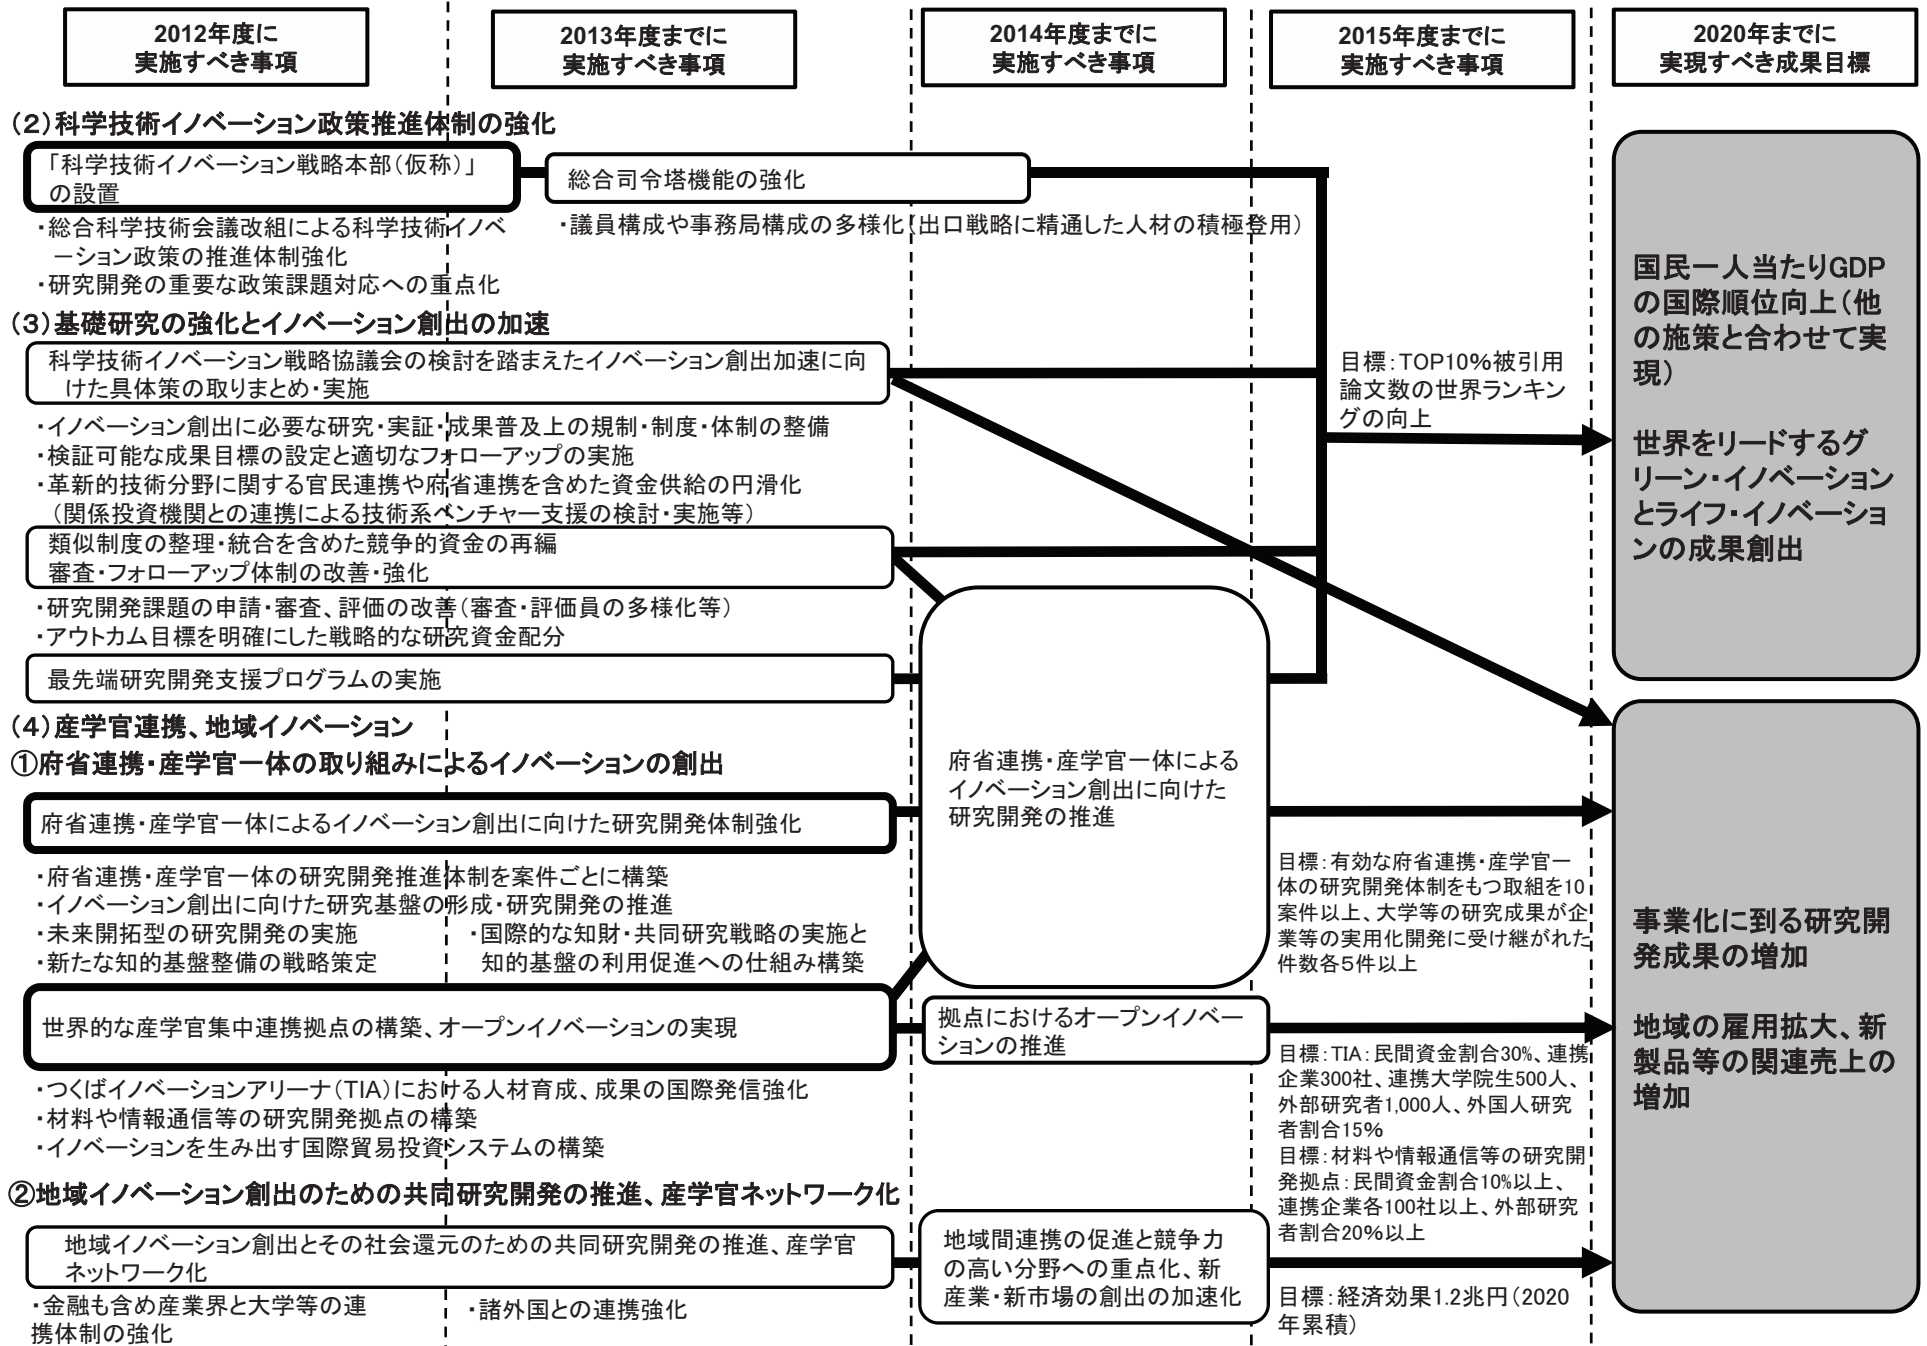 2012年度に
実施すべき事項
2013年度までに
実施すべき事項
2014年度までに
実施すべき事項
2015年度までに
実施すべき事項
2020年までに
実現すべき成果目標
（２）科学技術イノベーション政策推進体制の強化
「科学技術イノベーション戦略本部（仮称）」
の設置
総合司令塔機能の強化
・総合科学技術会議改組による科学技術イノベ
ーション政策の推進体制強化
・研究開発の重要な政策課題対応への重点化
・議員構成や事務局構成の多様化（出口戦略に精通した人材の積極登用）
（３）基礎研究の強化とイノベーション創出の加速
科学技術イノベーション戦略協議会の検討を踏まえたイノベーション創出加速に向
けた具体策の取りまとめ・実施
・イノベーション創出に必要な研究・実証・成果普及上の規制・制度・体制の整備
・検証可能な成果目標の設定と適切なフォローアップの実施
・革新的技術分野に関する官民連携や府省連携を含めた資金供給の円滑化
（関係投資機関との連携による技術系ベンチャー支援の検討・実施等）
類似制度の整理・統合を含めた競争的資金の再編
審査・フォローアップ体制の改善・強化
・研究開発課題の申請・審査、評価の改善（審査・評価員の多様化等）
・アウトカム目標を明確にした戦略的な研究資金配分
最先端研究開発支援プログラムの実施
目標：TOP10％被引用
論文数の世界ランキン
グの向上
国民一人当たりGDP
の国際順位向上（他
の施策と合わせて実
現）
世界をリードするグ
リーン・イノベーション
とライフ・イノベーショ
ンの成果創出
（４）産学官連携、地域イノベーション
①府省連携・産学官一体の取り組みによるイノベーションの創出
府省連携・産学官一体によるイノベーション創出に向けた研究開発体制強化
・府省連携・産学官一体の研究開発推進体制を案件ごとに構築
・イノベーション創出に向けた研究基盤の形成・研究開発の推進
・未来開拓型の研究開発の実施
・新たな知的基盤整備の戦略策定
・国際的な知財・共同研究戦略の実施と
知的基盤の利用促進への仕組み構築
府省連携・産学官一体による
イノベーション創出に向けた
研究開発の推進
目標：有効な府省連携・産学官一
体の研究開発体制をもつ取組を10
案件以上、大学等の研究成果が企
業等の実用化開発に受け継がれた
件数各５件以上
世界的な産学官集中連携拠点の構築、オープンイノベーションの実現
拠点におけるオープンイノベー
ションの推進
・つくばイノベーションアリーナ（TIA）における人材育成、成果の国際発信強化
・材料や情報通信等の研究開発拠点の構築
・イノベーションを生み出す国際貿易投資システムの構築
目標：TIA：民間資金割合30％、連携
企業300社、連携大学院生500人、
外部研究者1,000人、外国人研究
者割合15％
目標：材料や情報通信等の研究開
発拠点：民間資金割合10％以上、
連携企業各100社以上、外部研究
者割合20％以上
事業化に到る研究開
発成果の増加
地域の雇用拡大、新
製品等の関連売上の
増加
②地域イノベーション創出のための共同研究開発の推進、産学官ネットワーク化
地域イノベーション創出とその社会還元のための共同研究開発の推進、産学官
ネットワーク化
・金融も含め産業界と大学等の連
携体制の強化
・諸外国との連携強化
地域間連携の促進と競争力
の高い分野への重点化、新
産業・新市場の創出の加速化
目標：経済効果1.2兆円（2020
年累積）